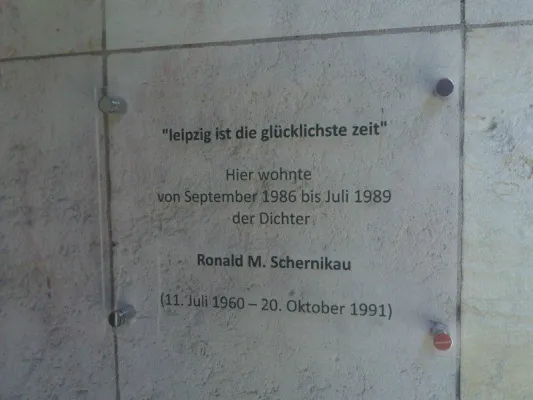 "leipzig ist die glücklichste zeit"
Hier wohnte
von September 1986 bis Juli 1989
der Dichter
Ronald M. Schernikau
(11. Juli 1960 – 20. Oktober 1991)